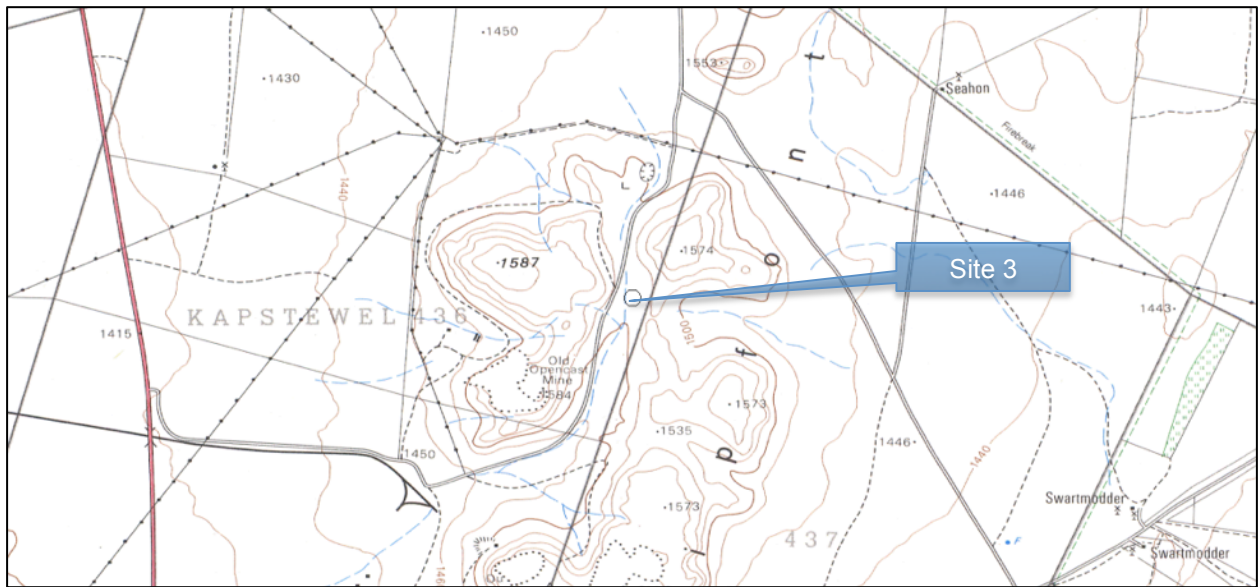 1450
1553
t
1430
Seahon
Firebreak
n
1440
1446
L
1574
1587
o
Site 3
KAPSTEWEL 436
1443
1415
1500
f
Old
Opencast
Mine
1584
1573
1535
p
1446
1450
1440
1573
Swartmodder
437
F
Swartmodder
i